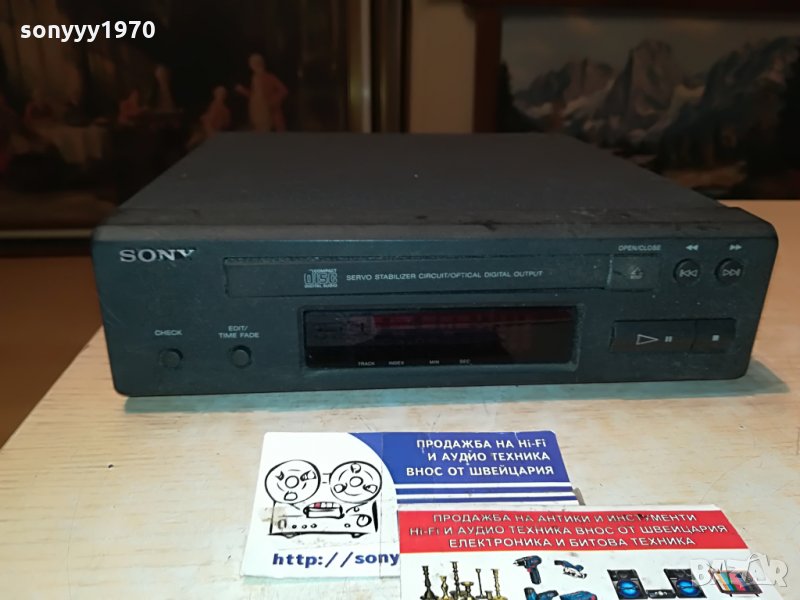 sonyyy1970
SONY
OPEN/CLOSE
COMPACT
disc
DIGITAL AUDIO
SERVO STABILIZER CIRCUIT/OPTICAL DIGITAL OUTPUT
CHECK
EDIT/
TIME FADE
TRACK INDEX MIN SEC
ПРОДАЖБА НА Hi-Fi
И АУДИО ТЕХНИКА
ВНОС ОТ ШВЕЙЦАРИЯ
http://sony
ПРОДАЖБА НА АНТИКИ И ИНСТРУМЕНТИ
Hi-Fi И АУДИО ТЕХНИКА ВНОС ОТ ШВЕЙЦАРИЯ
ЕЛЕКТРОНИКА И БИТОВА ТЕХНИКА
BAZAR